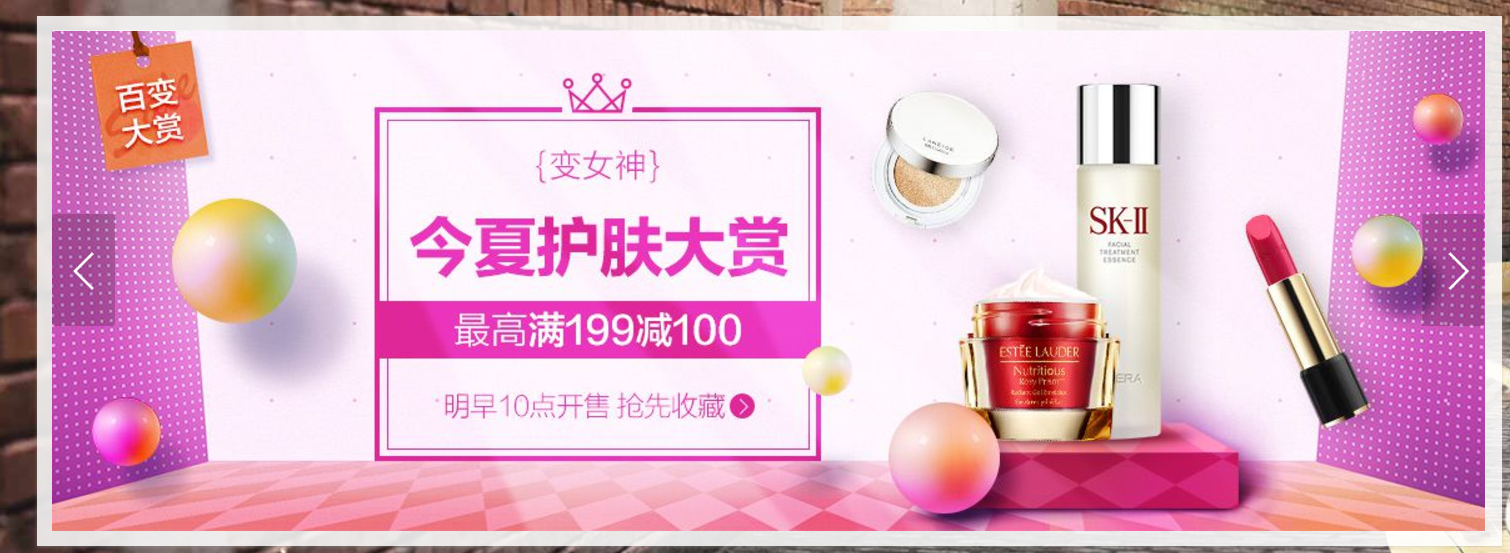 百变
大赏
{变女神}
今夏护肤大赏
最高满199减100
明早10点开售 抢先收藏
LANEIGE
SK-II
FACIAL
TREATMENT
ESSENCE
ESTĒE LAUDER
Nutritious